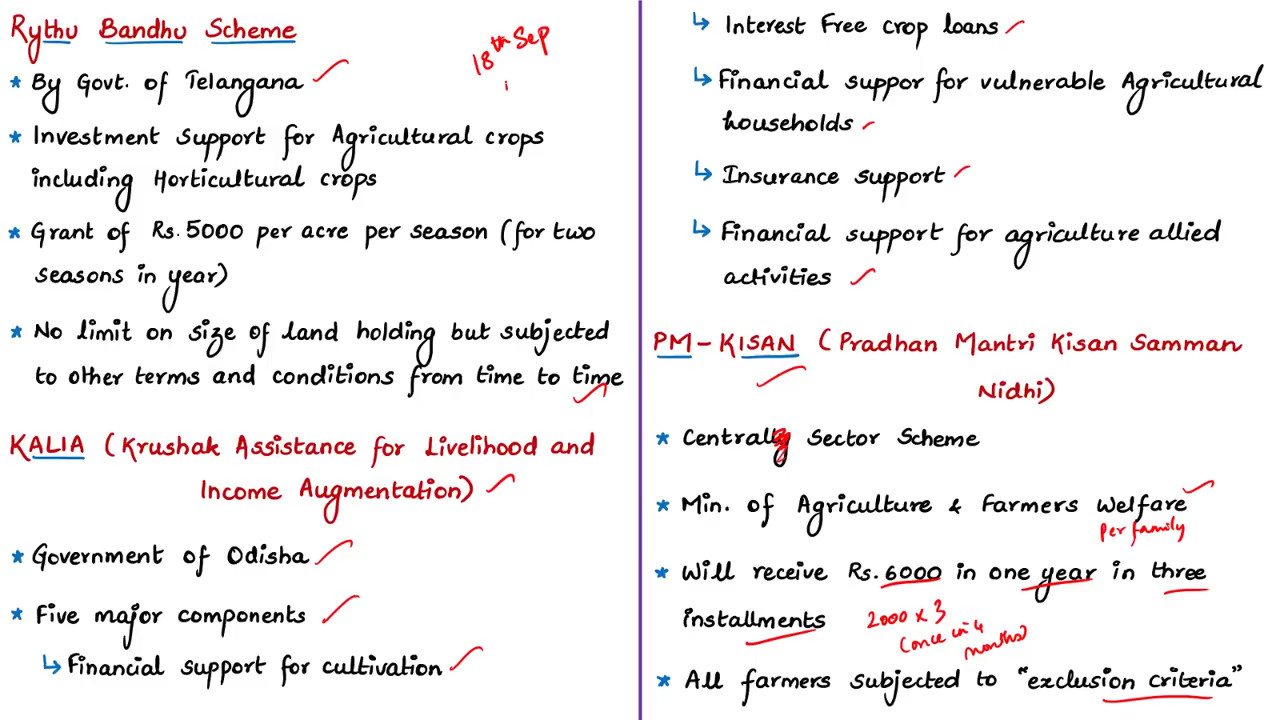 Rythu Bandhu Scheme
18th Sep
* By Govt. of Telangana
* Investment Support for Agricultural crops
including Horticultural crops
* Grant of Rs. 5000 per acre per season (for two
seasons in year)
* No limit on size of land holding but subjected
to other terms and conditions from time to time
KALIA (Krushak Assistance for Livelihood and
Income Augmentation)
* Government of Odisha
* Five major components
↳ Financial support for cultivation
↳ Interest Free crop loans
↳ Financial suppor for vulnerable Agricultural
households
↳ Insurance support
↳ Financial support for agriculture allied
activities
PM-KISAN (Pradhan Mantri Kisan Samman
Nidhi)
* Centrally Sector Scheme
* Min. of Agriculture & Farmers Welfare
Per family
* Will receive Rs. 6000 in one year in three
installments
2000 x 3
(once in 4
months)
* All farmers subjected to "exclusion criteria"